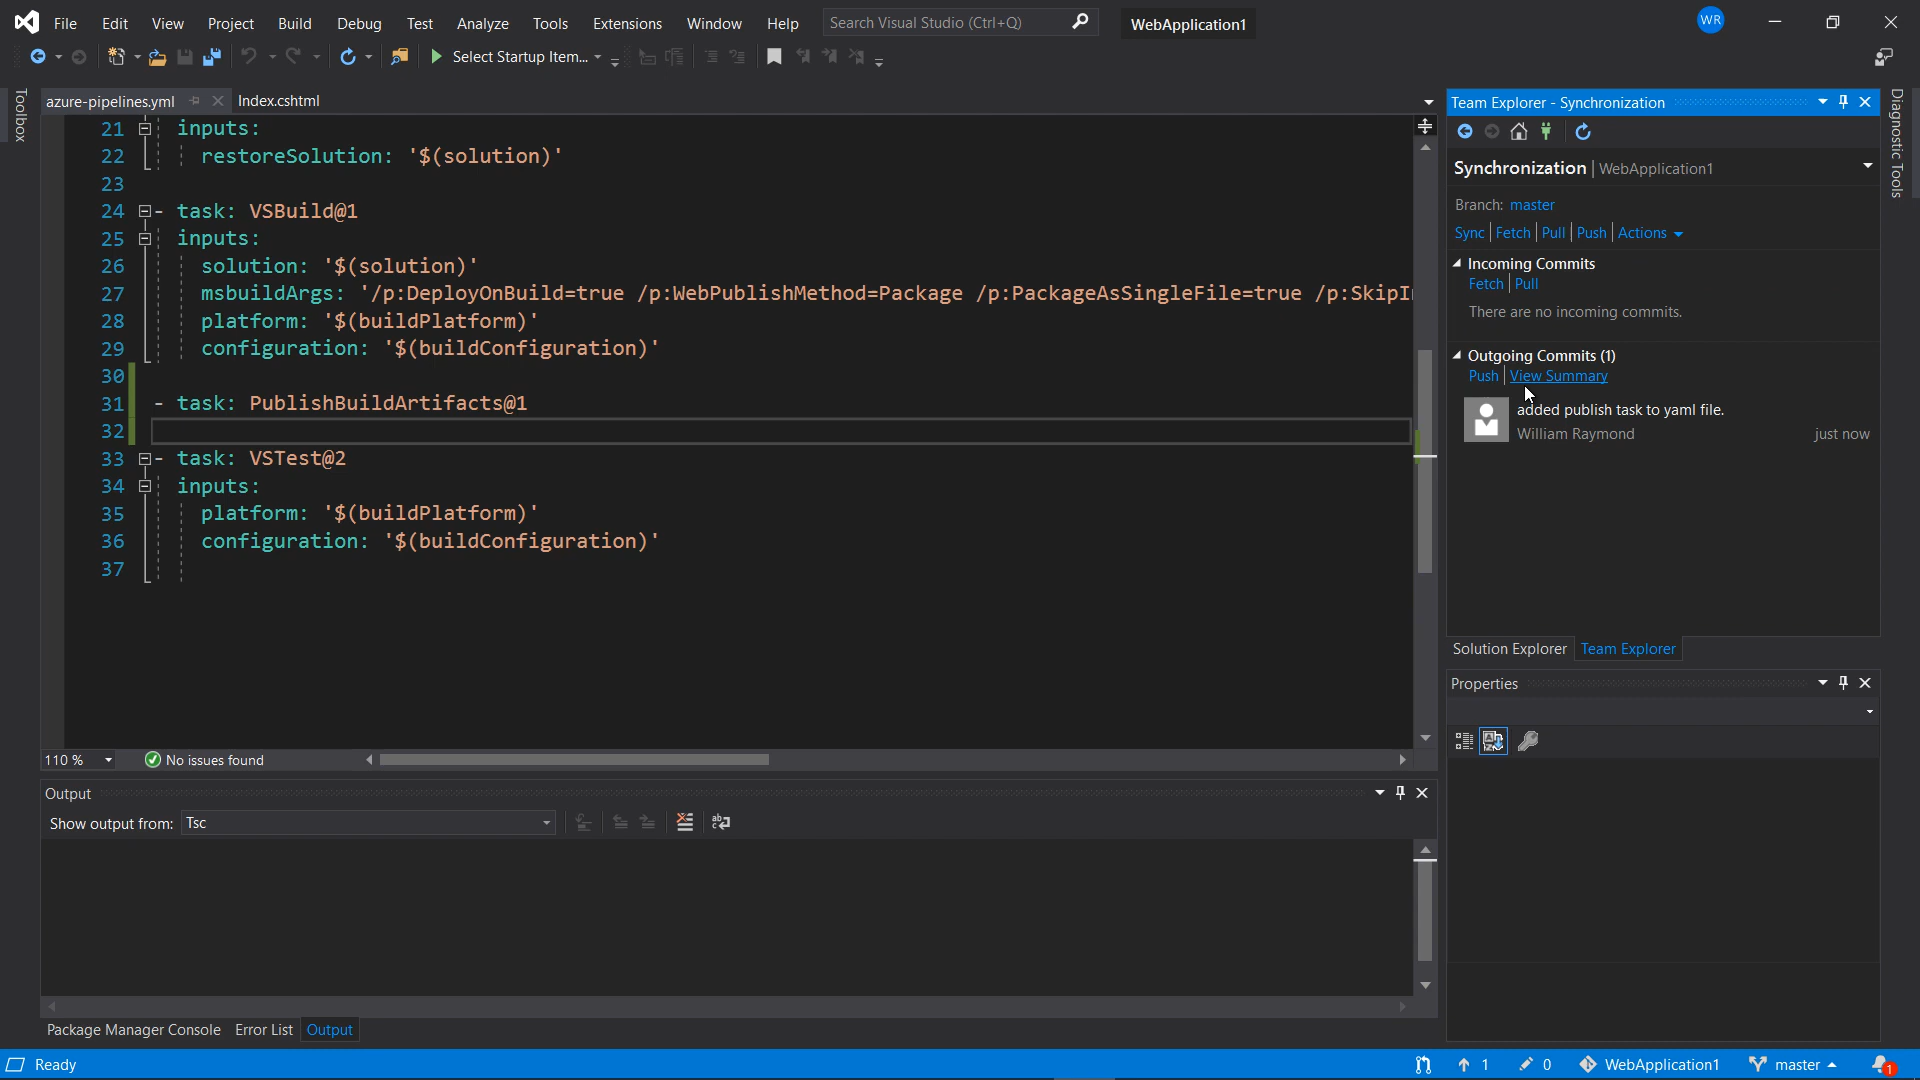 File Edit View Project Build Debug Test Analyze Tools Extensions Window Help Search Visual Studio (Ctrl+Q) WebApplication1 WR
Select Startup Item...
Toolbox
azure-pipelines.yml Index.cshtml
21 inputs:
22 restoreSolution: '$(solution)'
23
24 - task: VSBuild@1
25 inputs:
26 solution: '$(solution)'
27 msbuildArgs: '/p:DeployOnBuild=true /p:WebPublishMethod=Package /p:PackageAsSingleFile=true /p:SkipI
28 platform: '$(buildPlatform)'
29 configuration: '$(buildConfiguration)'
30
31 - task: PublishBuildArtifacts@1
32
33 - task: VSTest@2
34 inputs:
35 platform: '$(buildPlatform)'
36 configuration: '$(buildConfiguration)'
37
110 % No issues found
Team Explorer - Synchronization
Synchronization | WebApplication1
Branch: master
Sync Fetch Pull Push Actions
Incoming Commits
Fetch Pull
There are no incoming commits.
Outgoing Commits (1)
Push View Summary
added publish task to yaml file.
William Raymond just now
Solution Explorer Team Explorer
Properties
Diagnostic Tools
Output
Show output from: Tsc
Package Manager Console Error List Output
Ready 1 0 WebApplication1 master 1